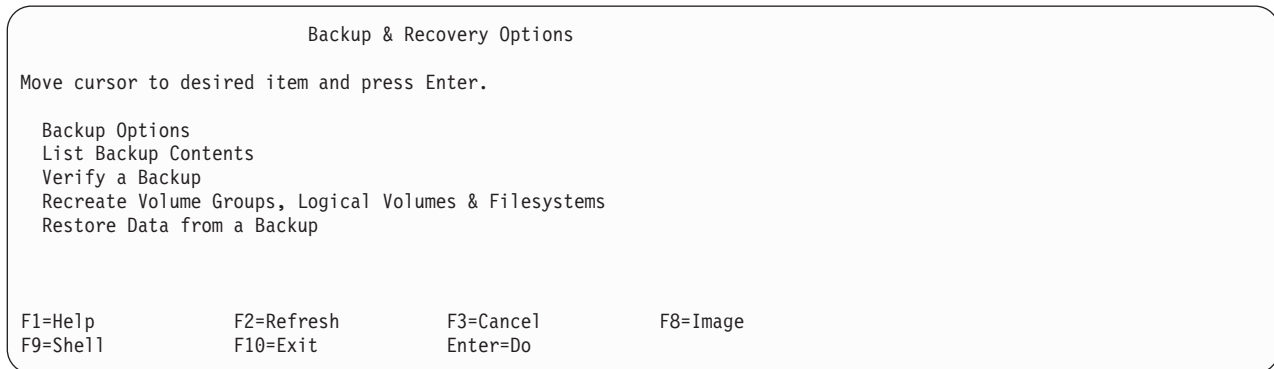 Backup & Recovery Options
Move cursor to desired item and press Enter.
Backup Options
List Backup Contents
Verify a Backup
Recreate Volume Groups, Logical Volumes & Filesystems
Restore Data from a Backup
F1=Help F2=Refresh F3=Cancel F8=Image
F9=Shell F10=Exit Enter=Do